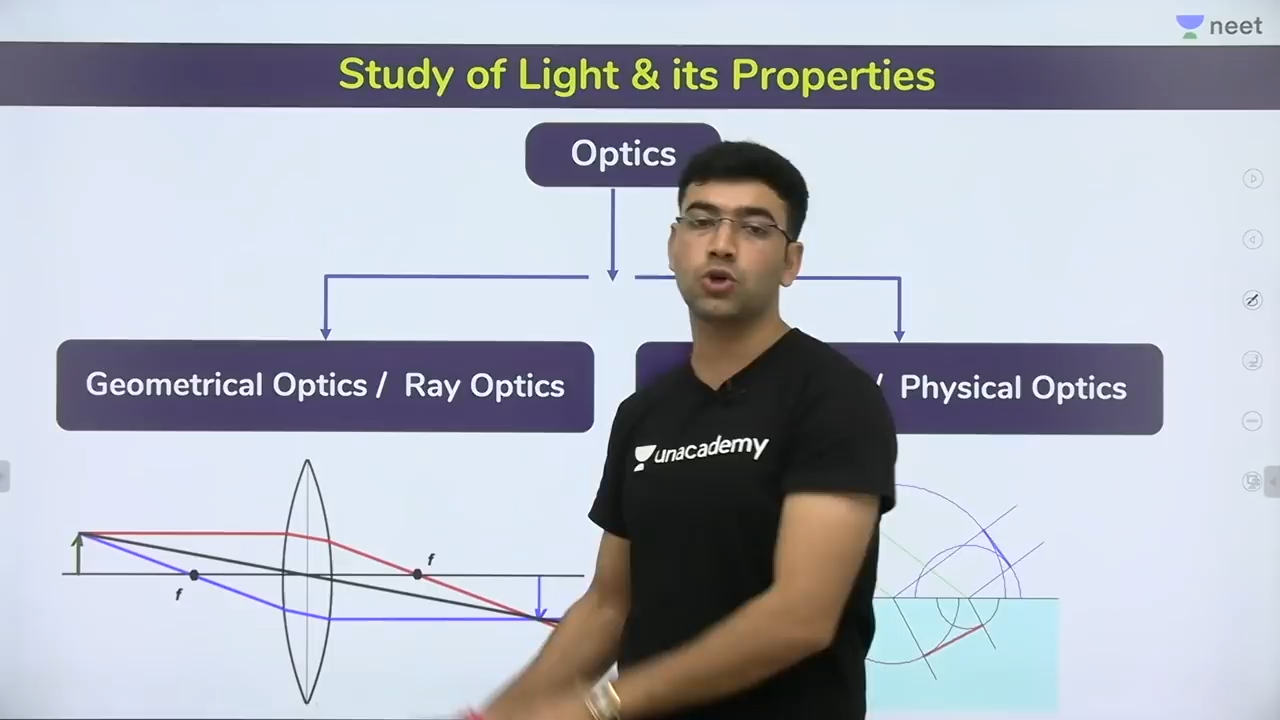 neet
Study of Light & its Properties
Optics
Geometrical Optics / Ray Optics
/ Physical Optics
unacademy
f
f